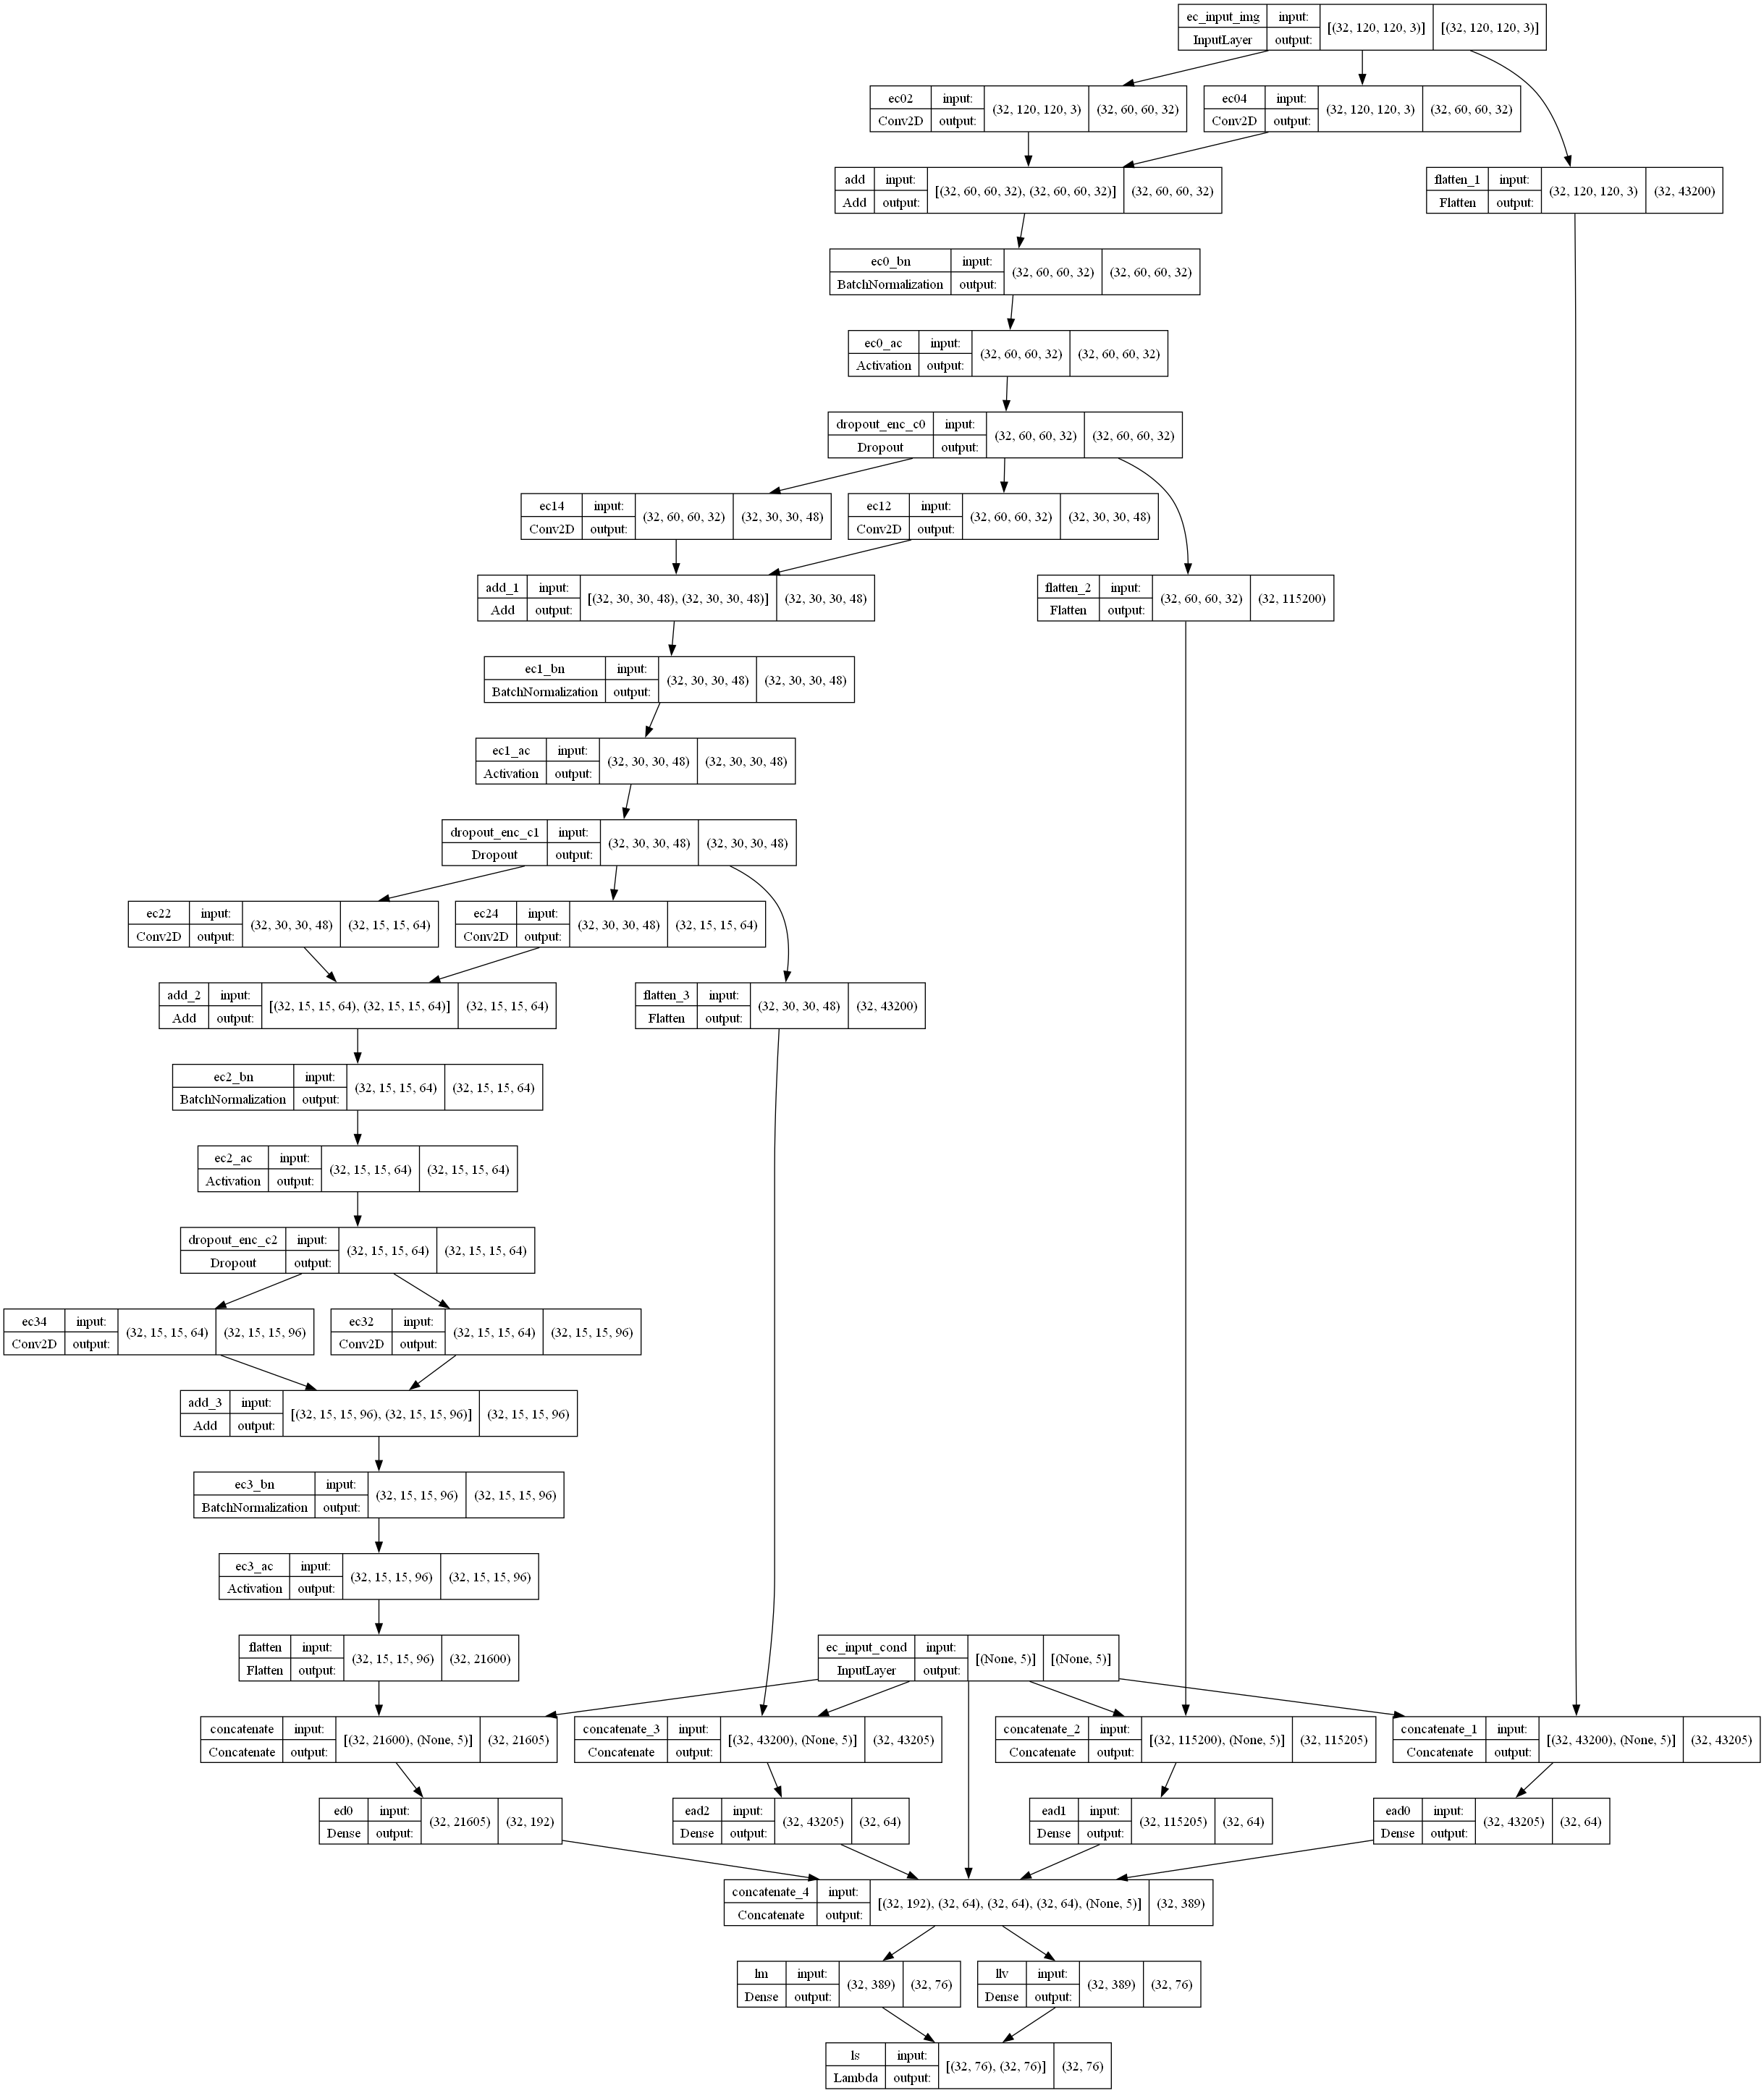 ec_input_img input: [(32, 120, 120, 3)] [(32, 120, 120, 3)]
InputLayer output:
ec02 input: (32, 120, 120, 3) (32, 60, 60, 32)
Conv2D output:
ec04 input: (32, 120, 120, 3) (32, 60, 60, 32)
Conv2D output:
add input: [(32, 60, 60, 32), (32, 60, 60, 32)] (32, 60, 60, 32)
Add output:
flatten_1 input: (32, 120, 120, 3) (32, 43200)
Flatten output:
ec0_bn input: (32, 60, 60, 32) (32, 60, 60, 32)
BatchNormalization output:
ec0_ac input: (32, 60, 60, 32) (32, 60, 60, 32)
Activation output:
dropout_enc_c0 input: (32, 60, 60, 32) (32, 60, 60, 32)
Dropout output:
ec14 input: (32, 60, 60, 32) (32, 30, 30, 48)
Conv2D output:
ec12 input: (32, 60, 60, 32) (32, 30, 30, 48)
Conv2D output:
add_1 input: [(32, 30, 30, 48), (32, 30, 30, 48)] (32, 30, 30, 48)
Add output:
flatten_2 input: (32, 60, 60, 32) (32, 115200)
Flatten output:
ec1_bn input: (32, 30, 30, 48) (32, 30, 30, 48)
BatchNormalization output:
ec1_ac input: (32, 30, 30, 48) (32, 30, 30, 48)
Activation output:
dropout_enc_c1 input: (32, 30, 30, 48) (32, 30, 30, 48)
Dropout output:
ec22 input: (32, 30, 30, 48) (32, 15, 15, 64)
Conv2D output:
ec24 input: (32, 30, 30, 48) (32, 15, 15, 64)
Conv2D output:
add_2 input: [(32, 15, 15, 64), (32, 15, 15, 64)] (32, 15, 15, 64)
Add output:
flatten_3 input: (32, 30, 30, 48) (32, 43200)
Flatten output:
ec2_bn input: (32, 15, 15, 64) (32, 15, 15, 64)
BatchNormalization output:
ec2_ac input: (32, 15, 15, 64) (32, 15, 15, 64)
Activation output:
dropout_enc_c2 input: (32, 15, 15, 64) (32, 15, 15, 64)
Dropout output:
ec34 input: (32, 15, 15, 64) (32, 15, 15, 96)
Conv2D output:
ec32 input: (32, 15, 15, 64) (32, 15, 15, 96)
Conv2D output:
add_3 input: [(32, 15, 15, 96), (32, 15, 15, 96)] (32, 15, 15, 96)
Add output:
ec3_bn input: (32, 15, 15, 96) (32, 15, 15, 96)
BatchNormalization output:
ec3_ac input: (32, 15, 15, 96) (32, 15, 15, 96)
Activation output:
flatten input: (32, 15, 15, 96) (32, 21600)
Flatten output:
ec_input_cond input: [(None, 5)] [(None, 5)]
InputLayer output:
concatenate input: [(32, 21600), (None, 5)] (32, 21605)
Concatenate output:
concatenate_3 input: [(32, 43200), (None, 5)] (32, 43205)
Concatenate output:
concatenate_2 input: [(32, 115200), (None, 5)] (32, 115205)
Concatenate output:
concatenate_1 input: [(32, 43200), (None, 5)] (32, 43205)
Concatenate output:
ed0 input: (32, 21605) (32, 192)
Dense output:
ead2 input: (32, 43205) (32, 64)
Dense output:
ead1 input: (32, 115205) (32, 64)
Dense output:
ead0 input: (32, 43205) (32, 64)
Dense output:
concatenate_4 input: [(32, 192), (32, 64), (32, 64), (32, 64), (None, 5)] (32, 389)
Concatenate output:
lm input: (32, 389) (32, 76)
Dense output:
llv input: (32, 389) (32, 76)
Dense output:
ls input: [(32, 76), (32, 76)] (32, 76)
Lambda output: